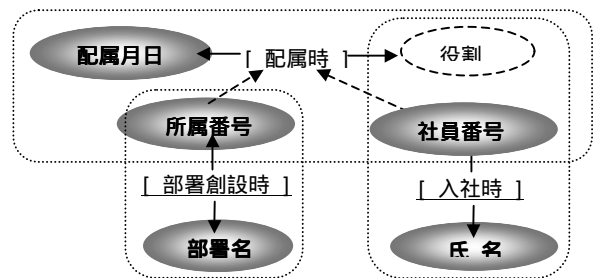 配属月日 [ 配属時 ] 役割
所属番号 社員番号
[ 部署創設時 ] [ 入社時 ]
部署名 氏 名